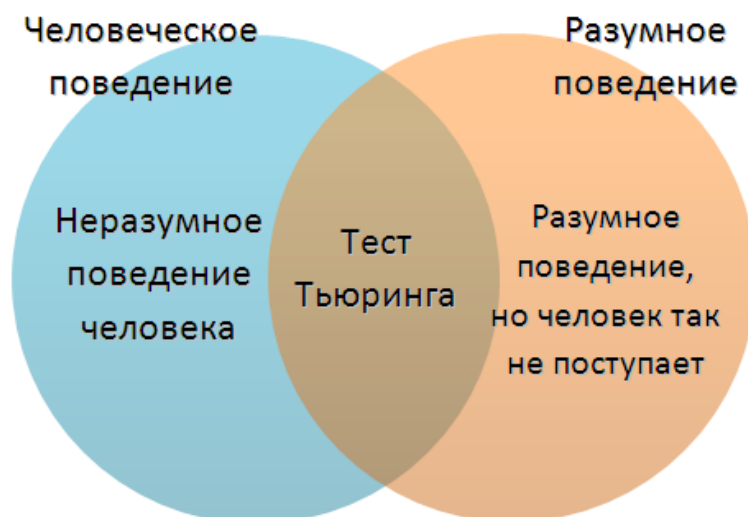 Человеческое
поведение
Разумное
поведение
Неразумное
поведение
человека
Тест
Тьюринга
Разумное
поведение,
но человек так
не поступает